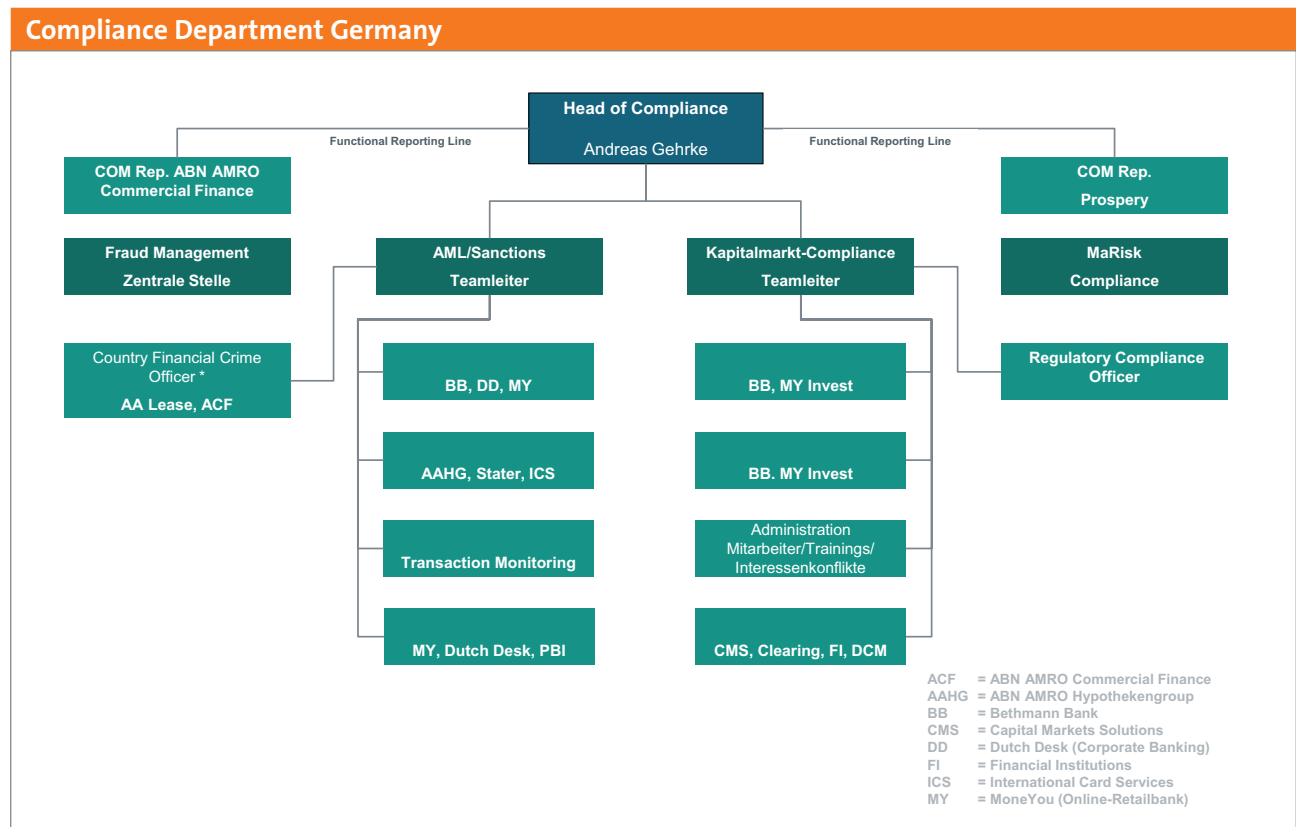 Compliance Department Germany
Head of Compliance
Andreas Gehrke
Functional Reporting Line
Functional Reporting Line
COM Rep. ABN AMRO
Commercial Finance
COM Rep.
Prospery
Fraud Management
Zentrale Stelle
AML/Sanctions
Teamleiter
Kapitalmarkt-Compliance
Teamleiter
MaRisk
Compliance
Country Financial Crime
Officer *
AA Lease, ACF
BB, DD, MY
BB, MY Invest
Regulatory Compliance
Officer
AAHG, Stater, ICS
BB. MY Invest
Transaction Monitoring
Administration
Mitarbeiter/Trainings/
Interessenkonflikte
MY, Dutch Desk, PBI
CMS, Clearing, FI, DCM
ACF = ABN AMRO Commercial Finance
AAHG = ABN AMRO Hypothekengroup
BB = Bethmann Bank
CMS = Capital Markets Solutions
DD = Dutch Desk (Corporate Banking)
FI = Financial Institutions
ICS = International Card Services
MY = MoneYou (Online-Retailbank)